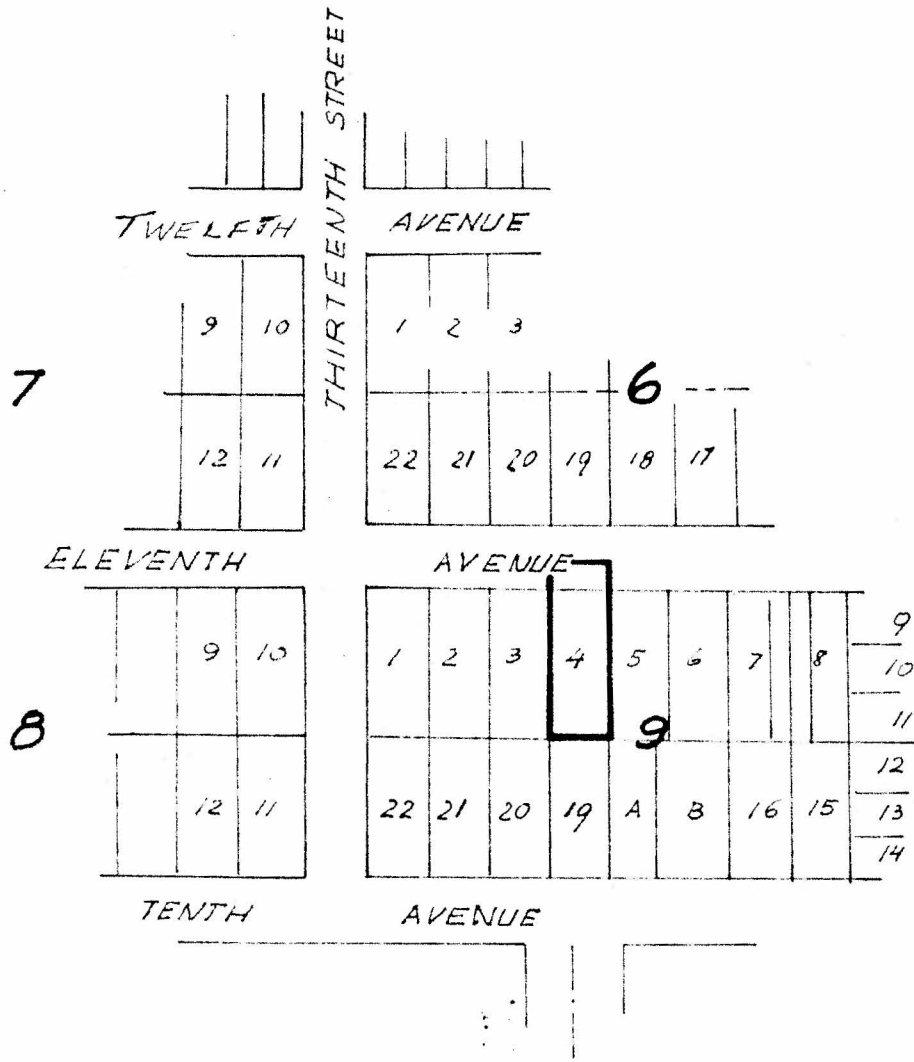 THIRTEENTH STREET
TWELFTH AVENUE
9 10 1 2 3
7 6
12 11 22 21 20 19 18 17
ELEVENTH AVENUE
9 10 1 2 3 4 5 6 7 8 9
10
11
8 9
12
12 11 22 21 20 19 A B 16 15 13
14
TENTH AVENUE